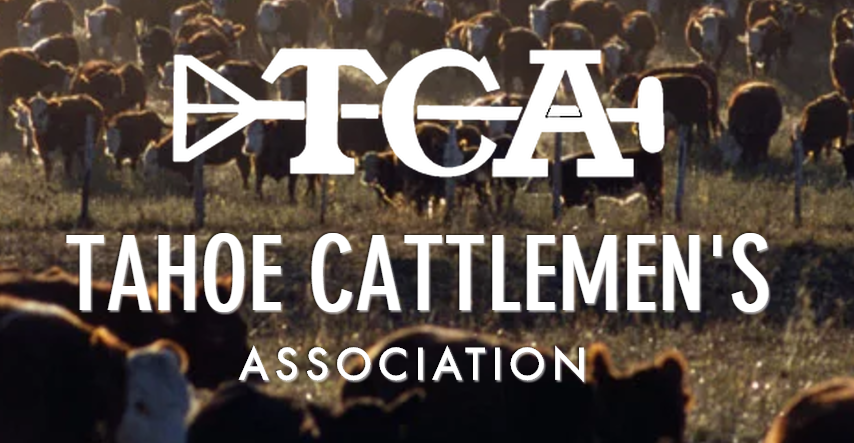 TCA
TAHOE CATTLEMEN'S
ASSOCIATION